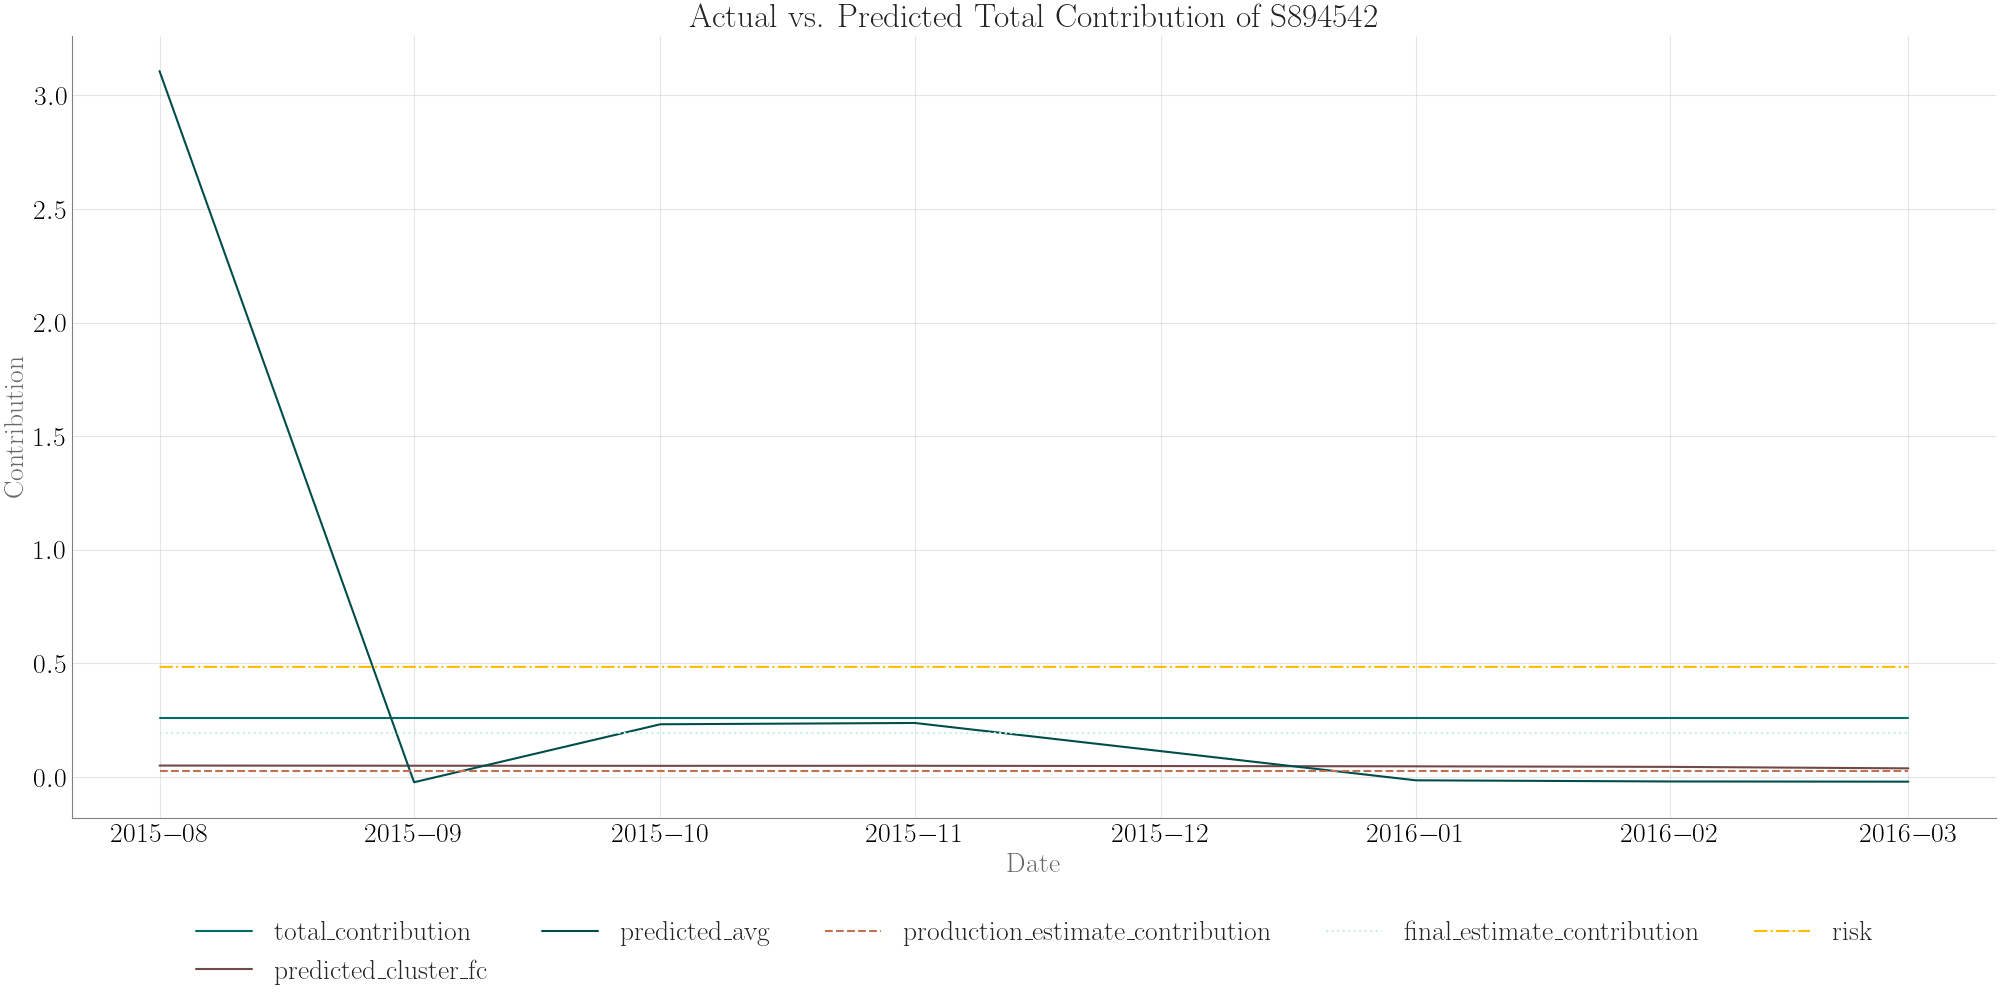 Actual vs. Predicted Total Contribution of S894542
3.0
2.5
2.0
1.5
1.0
0.5
0.0
Contribution
2015–08 2015–09 2015–10 2015–11 2015–12 2016–01 2016–02 2016–03
Date
total_contribution predicted_avg production_estimate_contribution final_estimate_contribution risk
predicted_cluster_fc